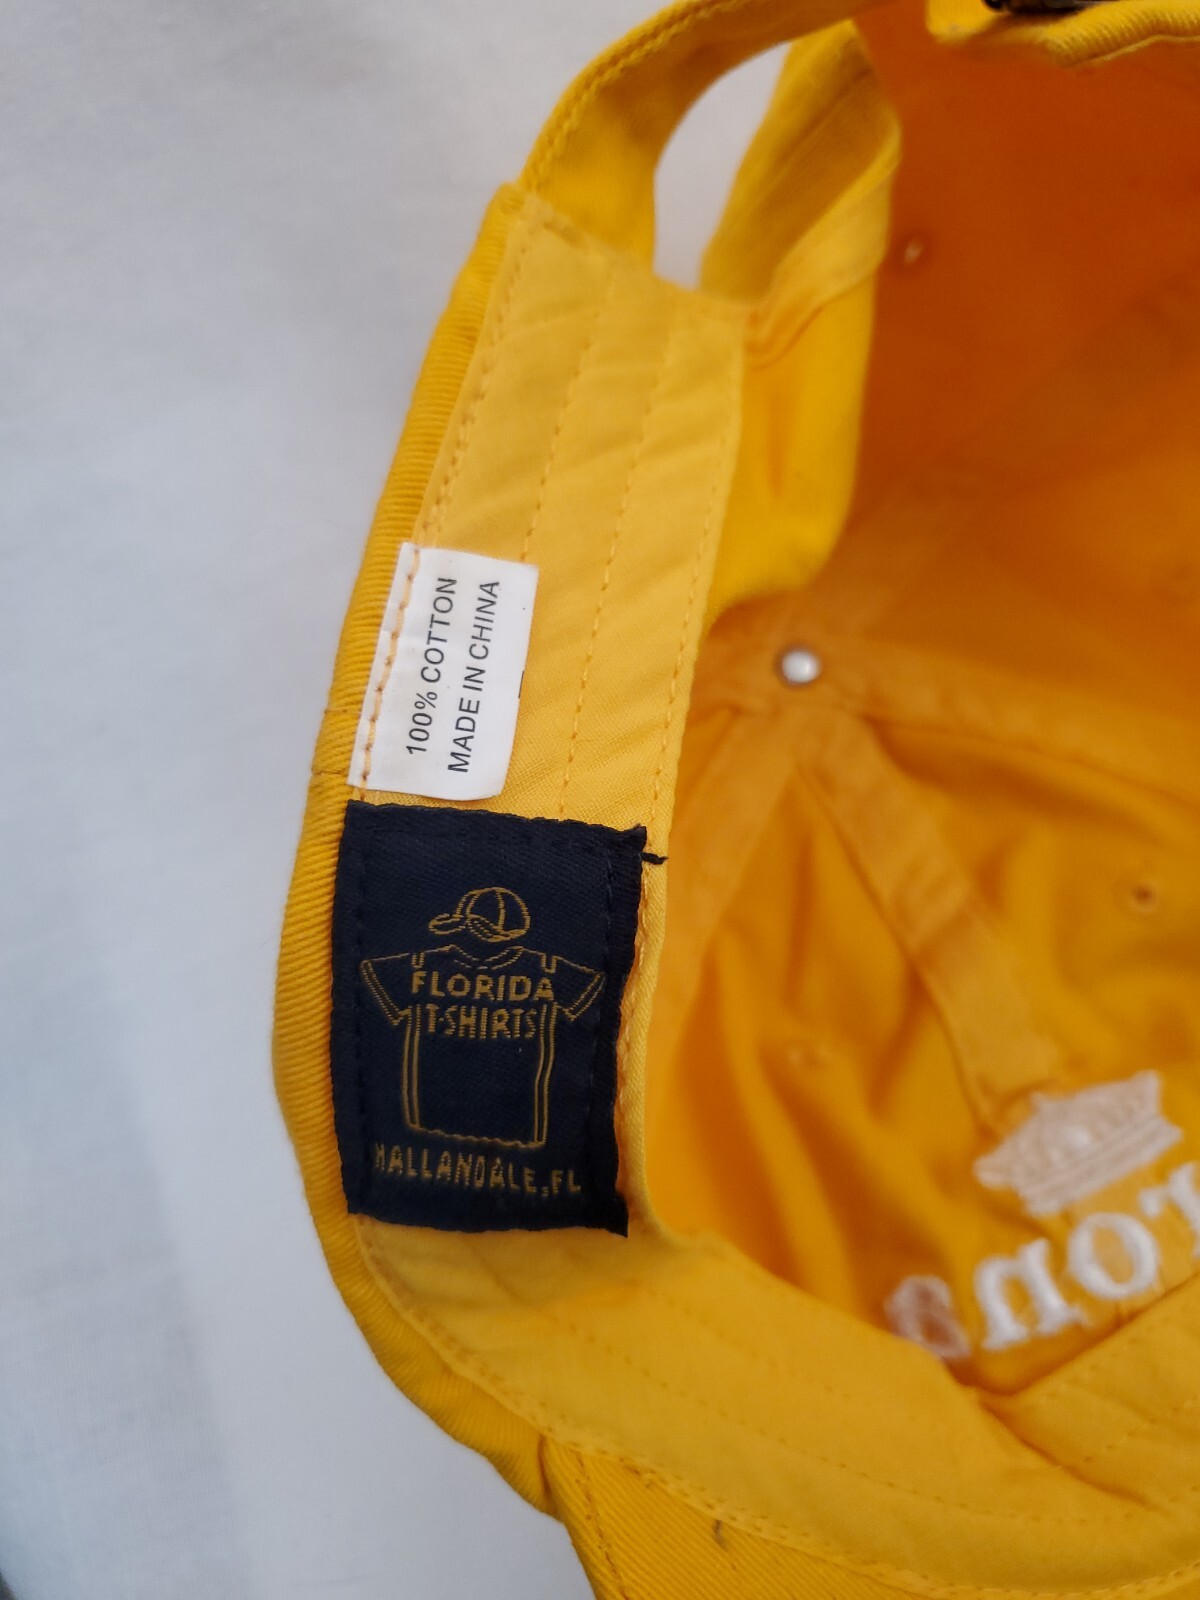 100% COTTON
MADE IN CHINA
FLORIDA
T-SHIRTS
HALLANDALE, FL